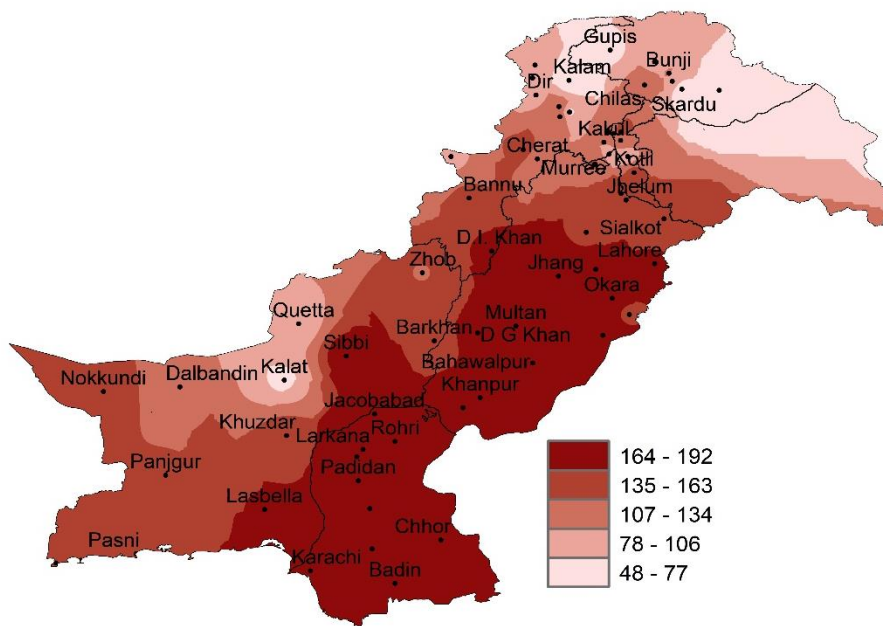 Gupis
Bunji
Kalam
Dir
Chilas
Skardu
Kakul
Cherat
Kotli
Murree
Bannu
Jhelum
Sialkot
D.I. Khan
Lahore
Zhob
Jhang
Okara
Quetta
Multan
Barkhan
D G Khan
Sibbi
Bahawalpur
Kalat
Nokkundi
Dalbandin
Khanpur
Jacobabad
Khuzdar
Rohri
Larkana
Panjgur
Padidan
Lasbella
Chhor
Pasni
Karachi
Badin
164 - 192
135 - 163
107 - 134
78 - 106
48 - 77